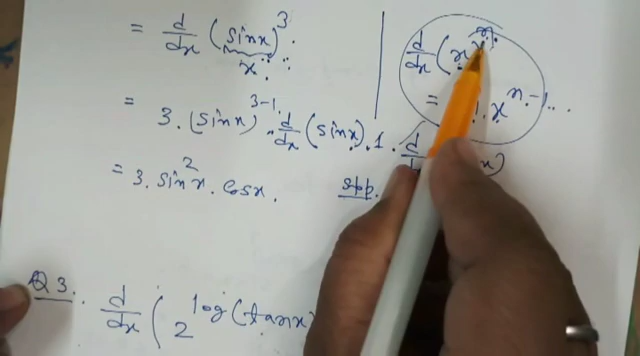 = d/dx (sinx)^3
x
= 3.(sinx)^3-1 . d/dx (sinx).1.
= 3.sin^2x.cosx.
d/dx (
= x^n-1
x)
Q3. d/dx (2^log(tanx)